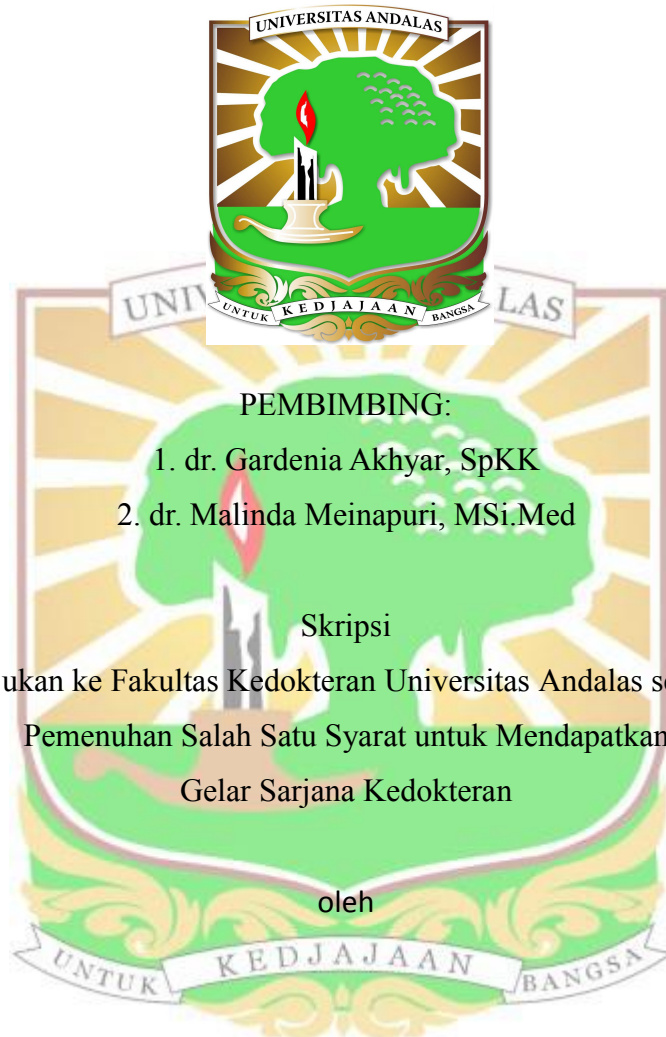 UNIVERSITAS ANDALAS
UNTUK KEDJAJAAN BANGSA
UNIV LAS
PEMBIMBING:
1. dr. Gardenia Akhyar, SpKK
2. dr. Malinda Meinapuri, MSi.Med
Skripsi
ukan ke Fakultas Kedokteran Universitas Andalas se
Pemenuhan Salah Satu Syarat untuk Mendapatkan
Gelar Sarjana Kedokteran
oleh
UNTUK KEDJAJAAN BANGSA